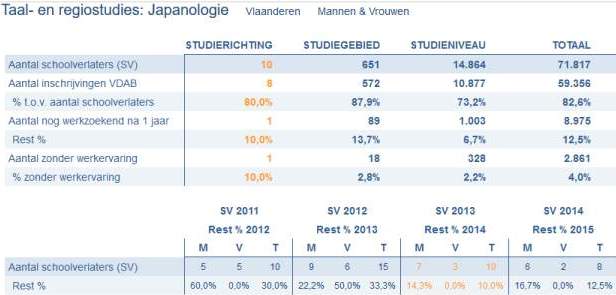 Taal- en regiostudies: Japanologie Vlaanderen Mannen & Vrouwen
STUDIERICHTING STUDIEGEBIED STUDIENIVEAU TOTAAL
Aantal schoolverlaters (SV) 10 651 14.864 71.817
Aantal inschrijvingen VDAB 8 572 10.877 59.356
% t.o.v. aantal schoolverlaters 80,0% 87,9% 73,2% 82,6%
Aantal nog werkzoekend na 1 jaar 1 89 1.003 8.975
Rest % 10,0% 13,7% 6,7% 12,5%
Aantal zonder werkervaring 1 18 328 2.861
% zonder werkervaring 10,0% 2,8% 2,2% 4,0%
SV 2011 SV 2012 SV 2013 SV 2014
Rest % 2012 Rest % 2013 Rest % 2014 Rest % 2015
M V T M V T M V T M V T
Aantal schoolverlaters (SV) 5 5 10 9 6 15 7 3 10 6 2 8
Rest % 60,0% 0,0% 30,0% 22,2% 50,0% 33,3% 14,3% 0,0% 10,0% 16,7% 0,0% 12,5%